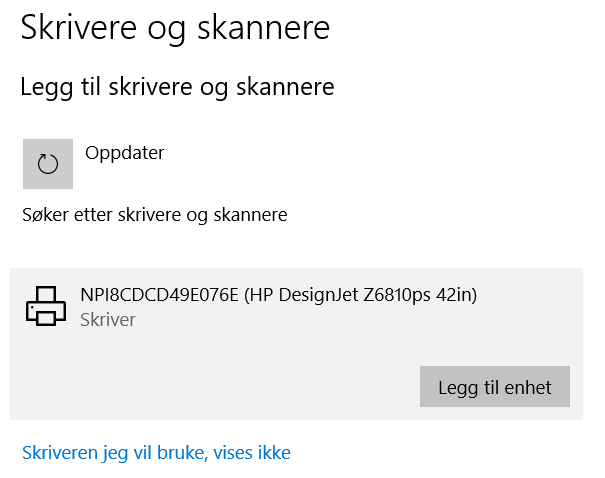 Skrivere og skannere
Legg til skrivere og skannere
Oppdater
Søker etter skrivere og skannere
NPI8CDCD49E076E (HP DesignJet Z6810ps 42in)
Skriver
Legg til enhet
Skriveren jeg vil bruke, vises ikke